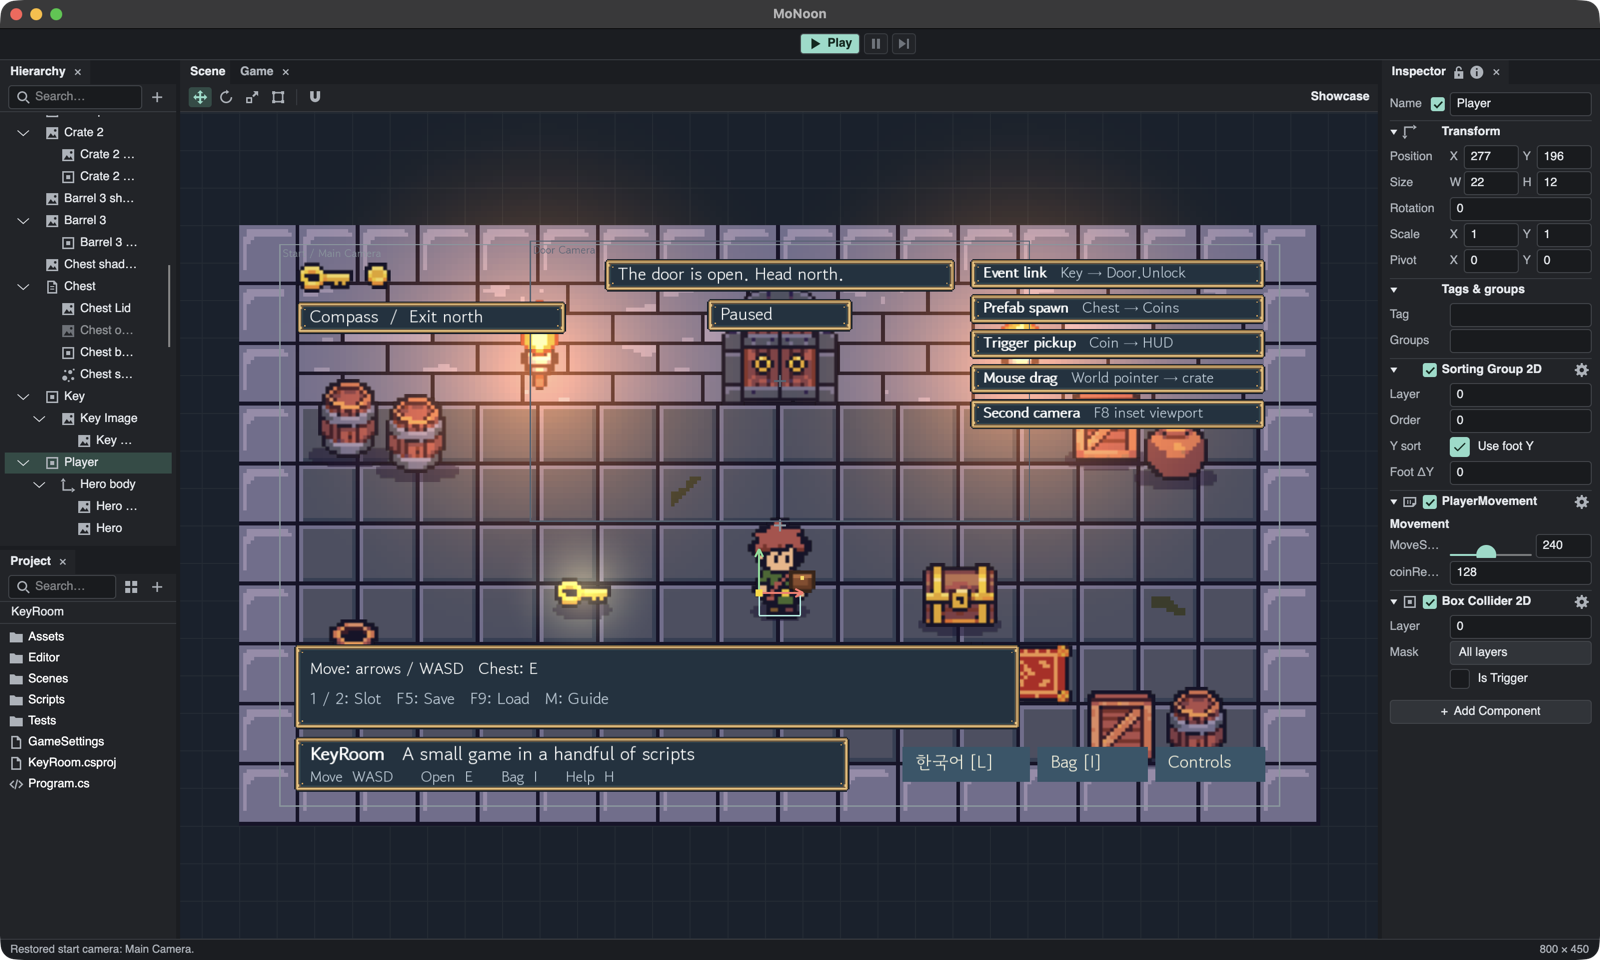 MoNoon
Play
Hierarchy
Search...
Crate 2
Crate 2 ...
Crate 2 ...
Barrel 3 sh...
Barrel 3
Barrel 3 ...
Chest shad...
Chest
Chest Lid
Chest o...
Chest b...
Chest s...
Key
Key Image
Key ...
Player
Hero body
Hero ...
Hero
Project
Search...
KeyRoom
Assets
Editor
Scenes
Scripts
Tests
GameSettings
KeyRoom.csproj
Program.cs
Scene Game
Showcase
Start / Main Camera
Door Camera
The door is open. Head north.
Compass / Exit north
Paused
Event link Key → Door.Unlock
Prefab spawn Chest → Coins
Trigger pickup Coin → HUD
Mouse drag World pointer → crate
Second camera F8 inset viewport
Move: arrows / WASD Chest: E
1 / 2: Slot F5: Save F9: Load M: Guide
KeyRoom A small game in a handful of scripts
Move WASD Open E Bag I Help H
한국어 [L]
Bag [I]
Controls
Inspector
Name Player
Transform
Position X 277 Y 196
Size W 22 H 12
Rotation 0
Scale X 1 Y 1
Pivot X 0 Y 0
Tags & groups
Tag
Groups
Sorting Group 2D
Layer 0
Order 0
Y sort Use foot Y
Foot ΔY 0
PlayerMovement
Movement
MoveS... 240
coinRe... 128
Box Collider 2D
Layer 0
Mask All layers
Is Trigger
+ Add Component
Restored start camera: Main Camera.
800 × 450